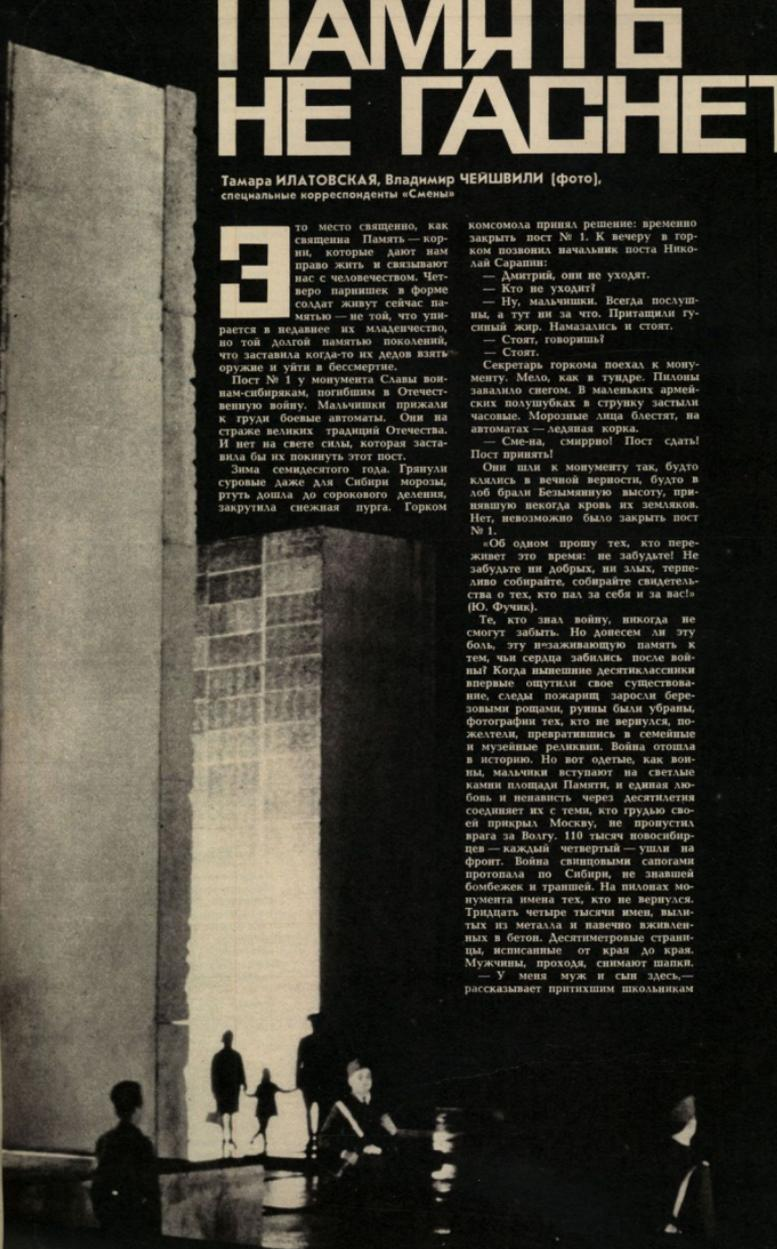 ПАМЯТЬ
НЕ ГАСНЕТ
Тамара ИЛАТОВСКАЯ, Владимир ЧЕЙШВИЛИ (фото),
специальные корреспонденты «Смены»
Это место священно, как
священна Память — кор-
ни, которые дают нам
право жить и связывают
нас с человечеством. Чет-
веро парнишек в форме
солдат живут сейчас па-
мятью — не той, что упи-
рается в недавнее их младенчество,
но той долгой памятью поколений,
что заставила когда-то их дедов взять
оружие и уйти в бессмертие.
Пост № 1 у монумента Славы вои-
нам-сибирякам, погибшим в Отечест-
венную войну. Мальчишки прижали
к груди боевые автоматы. Они на
страже великих традиций Отечества.
И нет на свете силы, которая заста-
вила бы их покинуть этот пост.
Зима семидесятого года. Грянули
суровые даже для Сибири морозы,
ртуть дошла до сорокового деления,
закрутила снежная пурга. Горком
комсомола принял решение: временно
закрыть пост № 1. К вечеру в гор-
ком позвонил начальник поста Нико-
лай Сарапин:
— Дмитрий, они не уходят.
— Кто не уходит?
— Ну, мальчишки. Всегда послуш-
ны, а тут ни за что. Притащили гу-
синый жир. Намазались и стоят.
— Стоят, говоришь?
— Стоят.
Секретарь горкома поехал к мону-
менту. Мело, как в тундре. Пилоны
завалило снегом. В маленьких армей-
ских полушубках в струнку застыли
часовые. Морозные лица блестят, на
автоматах — ледяная корка.
— Сме-на, смиррно! Пост сдать!
Пост принять!
Они шли к монументу так, будто
клялись в вечной верности, будто в
лоб брали Безымянную высоту, при-
нявшую некогда кровь их земляков.
Нет, невозможно было закрыть пост
№ 1.
«Об одном прошу тех, кто пере-
живет это время: не забудьте! Не
забудьте ни добрых, ни злых, терпе-
ливо собирайте, собирайте свидетель-
ства о тех, кто пал за себя и за вас!»
(Ю. Фучик).
Те, кто знал войну, никогда не
смогут забыть. Но донесем ли эту
боль, эту незаживающую память к
тем, чьи сердца забились после вой-
ны? Когда нынешние десятиклассники
впервые ощутили свое существова-
ние, следы пожарищ заросли бере-
зовыми рощами, руины были убраны,
фотографии тех, кто не вернулся, по-
желтели, превратившись в семейные
и музейные реликвии. Война отошла
в историю. Но вот одетые, как вои-
ны, мальчики вступают на светлые
камни площади Памяти, и единая лю-
бовь и ненависть через десятилетия
соединяет их с теми, кто грудью сво-
ей прикрыл Москву, не пропустил
врага за Волгу. 110 тысяч новосибир-
цев — каждый четвертый — ушли на
фронт. Война свинцовыми сапогами
протопала по Сибири, не знавшей
бомбежек и траншей. На пилонах мо-
нумента имена тех, кто не вернулся.
Тридцать четыре тысячи имен, выли-
тых из металла и навечно вживлен-
ных в бетон. Десятиметровые страни-
цы, исписанные от края до края.
Мужчины, проходя, снимают шапки.
— У меня муж и сын здесь,—
рассказывает притихшим школьникам